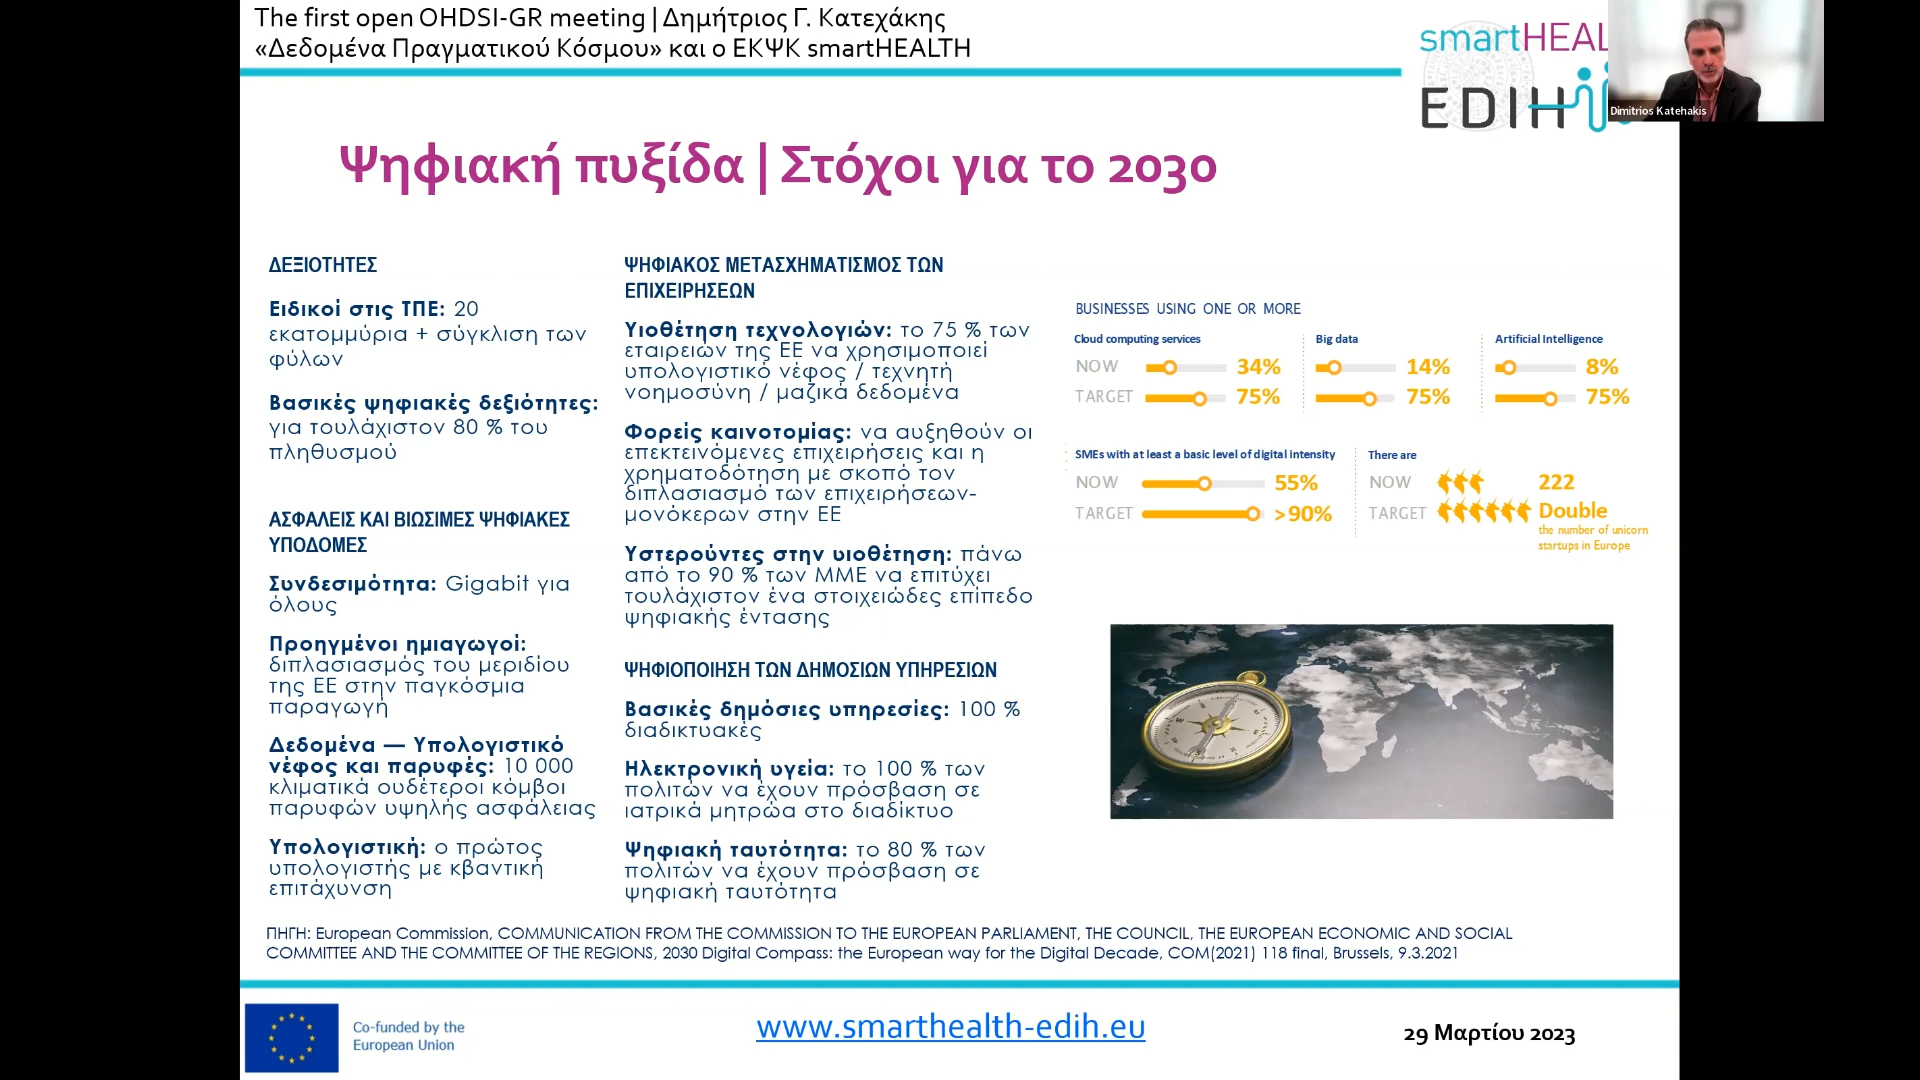 The first open OHDSI-GR meeting | Δημήτριος Γ. Κατεχάκης
«Δεδομένα Πραγματικού Κόσμου» και ο ΕΚΨΚ smartHEALTH
smartHEAL
EDIH
Dimitrios Katehakis
Ψηφιακή πυξίδα | Στόχοι για το 2030
ΔΕΞΙΟΤΗΤΕΣ
Ειδικοί στις ΤΠΕ: 20
εκατομμύρια + σύγκλιση των
φύλων
Βασικές ψηφιακές δεξιότητες:
για τουλάχιστον 80 % του
πληθυσμού
ΑΣΦΑΛΕΙΣ ΚΑΙ ΒΙΩΣΙΜΕΣ ΨΗΦΙΑΚΕΣ
ΥΠΟΔΟΜΕΣ
Συνδεσιμότητα: Gigabit για
όλους
Προηγμένοι ημιαγωγοί:
διπλασιασμός του μεριδίου
της ΕΕ στην παγκόσμια
παραγωγή
Δεδομένα — Υπολογιστικό
νέφος και παρυφές: 10 000
κλιματικά ουδέτεροι κόμβοι
παρυφών υψηλής ασφάλειας
Υπολογιστική: ο πρώτος
υπολογιστής με κβαντική
επιτάχυνση
ΨΗΦΙΑΚΟΣ ΜΕΤΑΣΧΗΜΑΤΙΣΜΟΣ ΤΩΝ
ΕΠΙΧΕΙΡΗΣΕΩΝ
Υιοθέτηση τεχνολογιών: το 75 % των
εταιρειών της ΕΕ να χρησιμοποιεί
υπολογιστικό νέφος / τεχνητή
νοημοσύνη / μαζικά δεδομένα
Φορείς καινοτομίας: να αυξηθούν οι
επεκτεινόμενες επιχειρήσεις και η
χρηματοδότηση με σκοπό τον
διπλασιασμό των επιχειρήσεων-
μονόκερων στην ΕΕ
Υστερούντες στην υιοθέτηση: πάνω
από το 90 % των ΜΜΕ να επιτύχει
τουλάχιστον ένα στοιχειώδες επίπεδο
ψηφιακής έντασης
ΨΗΦΙΟΠΟΙΗΣΗ ΤΩΝ ΔΗΜΟΣΙΩΝ ΥΠΗΡΕΣΙΩΝ
Βασικές δημόσιες υπηρεσίες: 100 %
διαδικτυακές
Ηλεκτρονική υγεία: το 100 % των
πολιτών να έχουν πρόσβαση σε
ιατρικά μητρώα στο διαδίκτυο
Ψηφιακή ταυτότητα: το 80 % των
πολιτών να έχουν πρόσβαση σε
ψηφιακή ταυτότητα
BUSINESSES USING ONE OR MORE
Cloud computing services
NOW 34%
TARGET 75%
Big data
14%
75%
Artificial Intelligence
8%
75%
SMEs with at least a basic level of digital intensity
NOW 55%
TARGET >90%
There are
NOW 222
TARGET Double
the number of unicorn
startups in Europe
ΠΗΓΗ: European Commission, COMMUNICATION FROM THE COMMISSION TO THE EUROPEAN PARLIAMENT, THE COUNCIL, THE EUROPEAN ECONOMIC AND SOCIAL
COMMITTEE AND THE COMMITTEE OF THE REGIONS, 2030 Digital Compass: the European way for the Digital Decade, COM(2021) 118 final, Brussels, 9.3.2021
Co-funded by the
European Union
www.smarthealth-edih.eu
29 Μαρτίου 2023